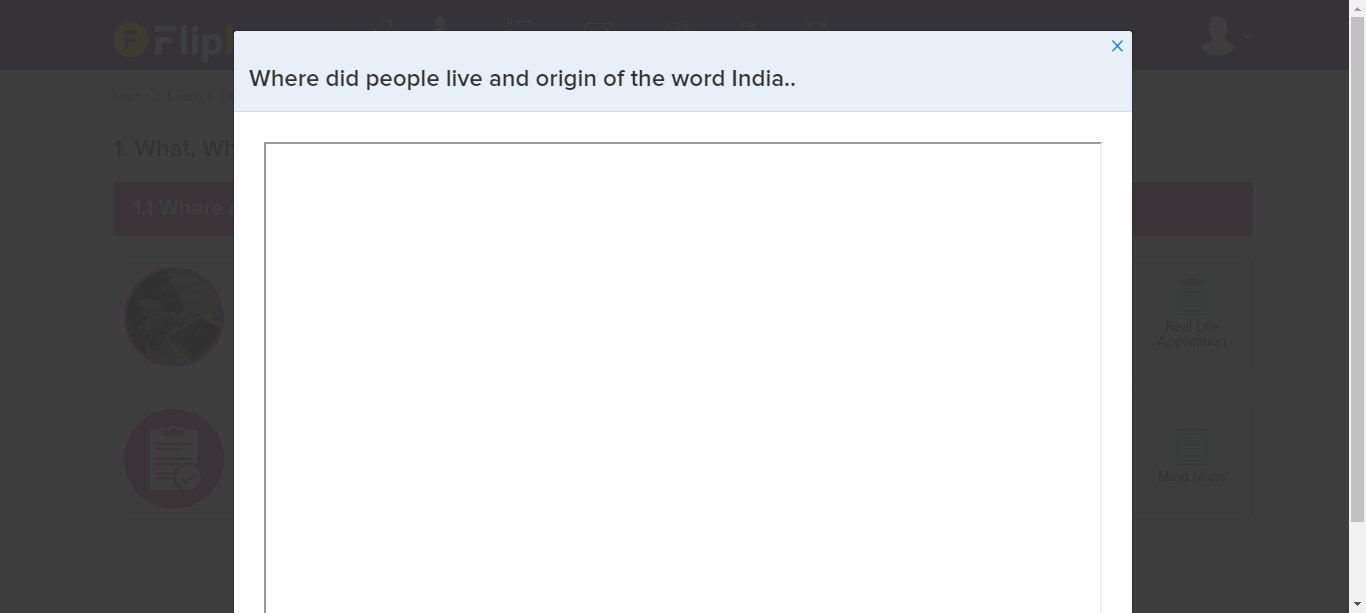 Flip
Where did people live and origin of the word India..
Home > Learn >
1. What, Wh
1.1 Where
Real Life
Application
Mind Maps